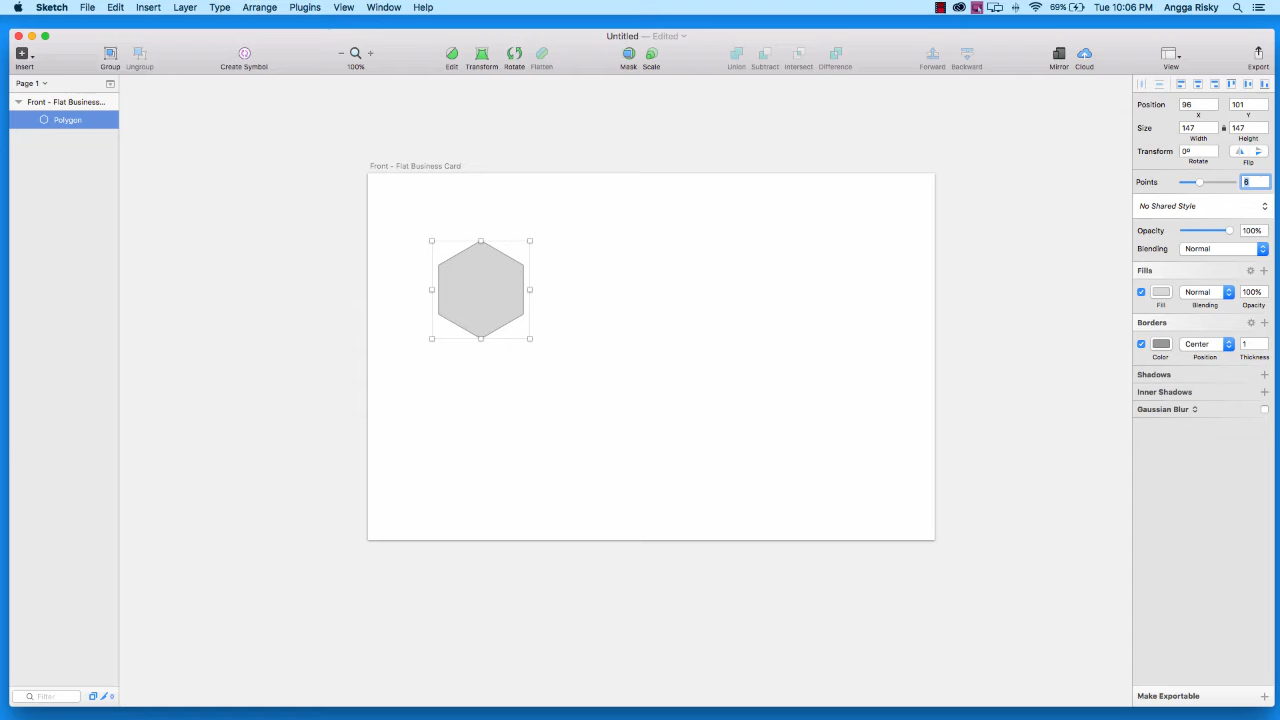 Sketch File Edit Insert Layer Type Arrange Plugins View Window Help 69% Tue 10:06 PM Angga Risky
Untitled — Edited
Insert Group Ungroup Create Symbol 100% Edit Transform Rotate Flatten Mask Scale Union Subtract Intersect Difference Forward Backward Mirror Cloud View Export
Page 1
Front - Flat Business...
Polygon
Front - Flat Business Card
Position 96 101
X Y
Size 147 147
Width Height
Transform 0º
Rotate Flip
Points 6
No Shared Style
Opacity 100%
Blending Normal
Fills
Normal 100%
Fill Blending Opacity
Borders
Center 1
Color Position Thickness
Shadows
Inner Shadows
Gaussian Blur
Filter 0
Make Exportable